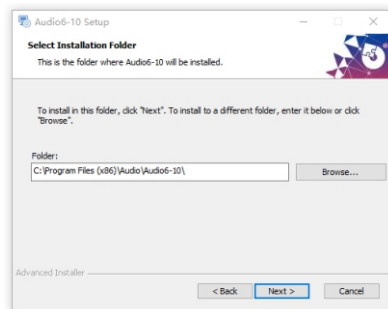 Audio6-10 Setup
Select Installation Folder
This is the folder where Audio6-10 will be installed.
To install in this folder, click "Next". To install to a different folder, enter it below or click
"Browse".
Folder:
C:\Program Files (x86)\Audio\Audio6-10\
Browse...
Advanced Installer
< Back
Next >
Cancel